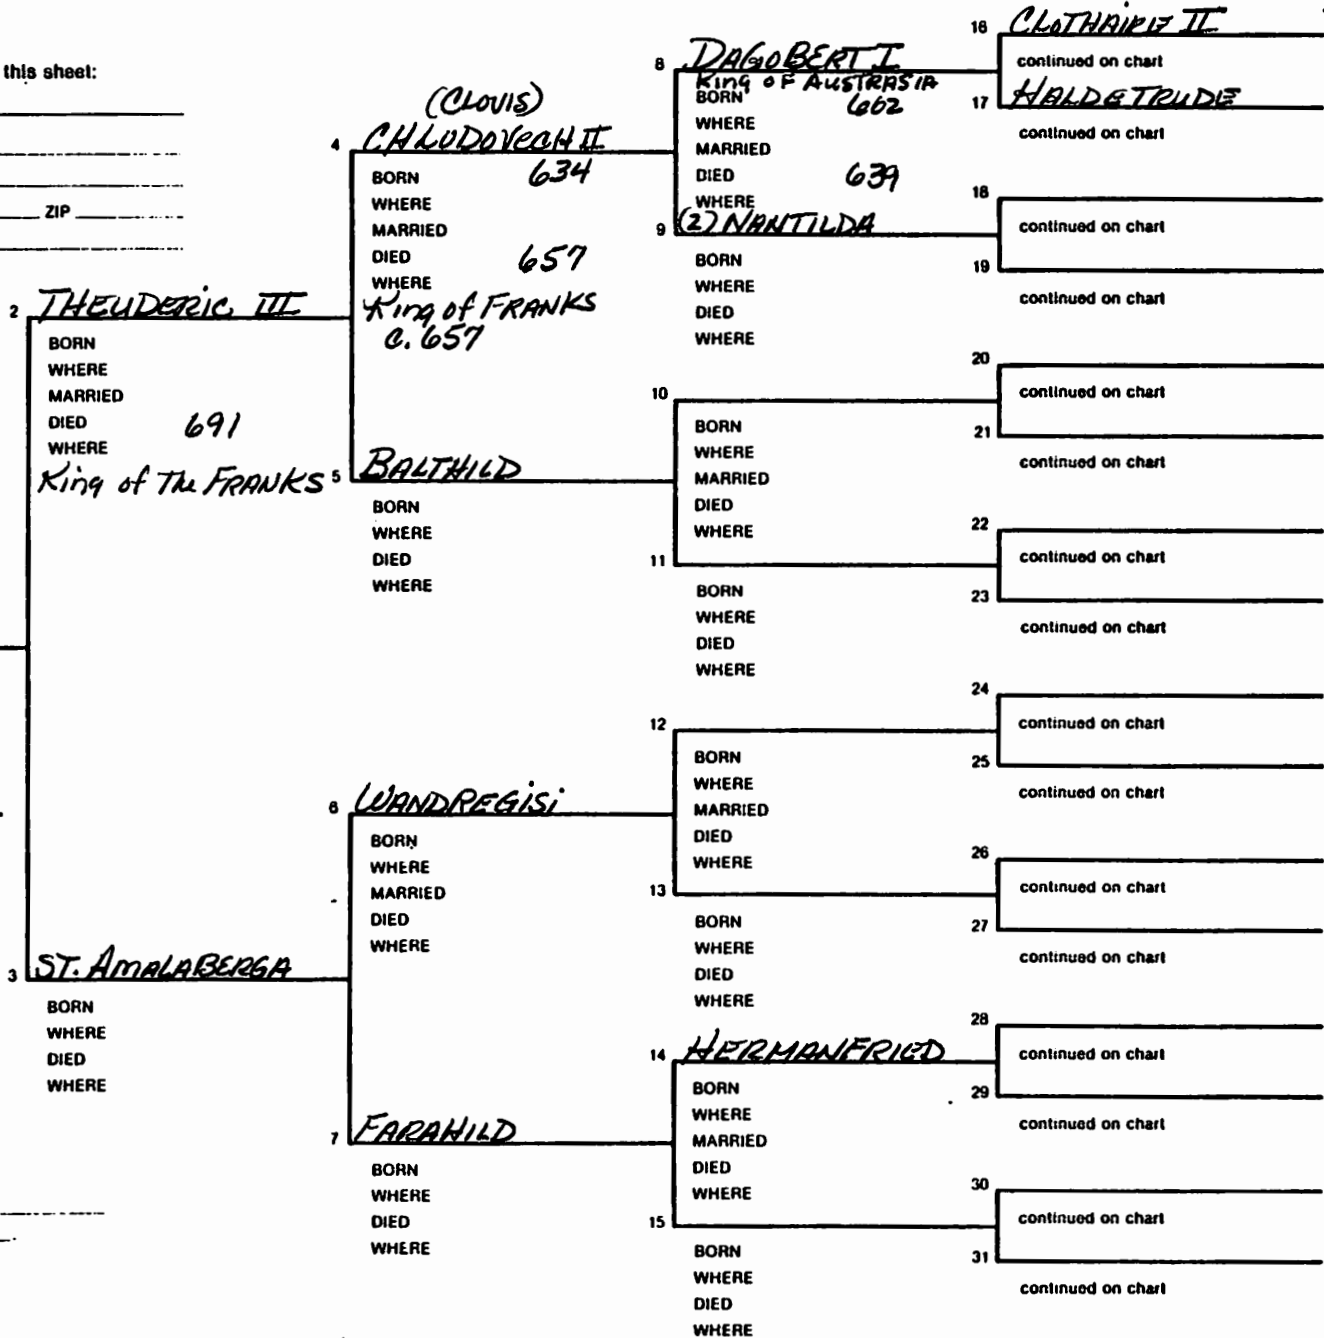 this sheet:
ZIP
2 THEUDERIC III
BORN
WHERE
MARRIED
DIED 691
WHERE
King of The FRANKS
3 ST. AMALABERGA
BORN
WHERE
DIED
WHERE
(CLOVIS)
4 CHLUDOVECH II
BORN 634
WHERE
MARRIED
DIED 657
WHERE
King of FRANKS
c. 657
5 BALTHILD
BORN
WHERE
DIED
WHERE
6 WANDREGISI
BORN
WHERE
MARRIED
DIED
WHERE
7 FARAHILD
BORN
WHERE
DIED
WHERE
8 DAGOBERT I
King OF AUSTRASIA
BORN 602
WHERE
MARRIED
DIED 639
WHERE
9 (2) NANTILDA
BORN
WHERE
DIED
WHERE
10
BORN
WHERE
MARRIED
DIED
WHERE
11
BORN
WHERE
DIED
WHERE
12
BORN
WHERE
MARRIED
DIED
WHERE
13
BORN
WHERE
DIED
WHERE
14 HERMANFRIED
BORN
WHERE
MARRIED
DIED
WHERE
15
BORN
WHERE
DIED
WHERE
16 CLOTHAIRE II
continued on chart
17 HALDETRUDE
continued on chart
18
continued on chart
19
continued on chart
20
continued on chart
21
continued on chart
22
continued on chart
23
continued on chart
24
continued on chart
25
continued on chart
26
continued on chart
27
continued on chart
28
continued on chart
29
continued on chart
30
continued on chart
31
continued on chart